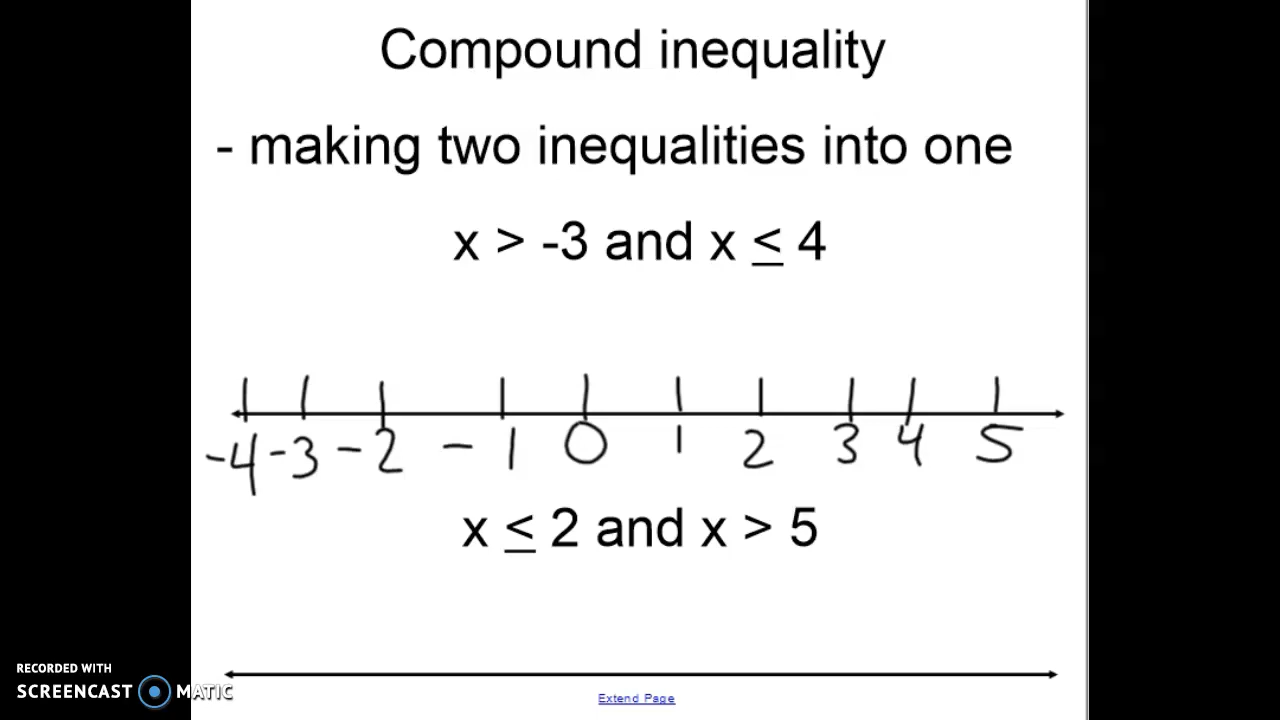 Compound inequality
- making two inequalities into one
x > -3 and x ≤ 4
-4 -3 -2 -1 0 1 2 3 4 5
x ≤ 2 and x > 5
RECORDED WITH
SCREENCAST MATIC
Extend Page